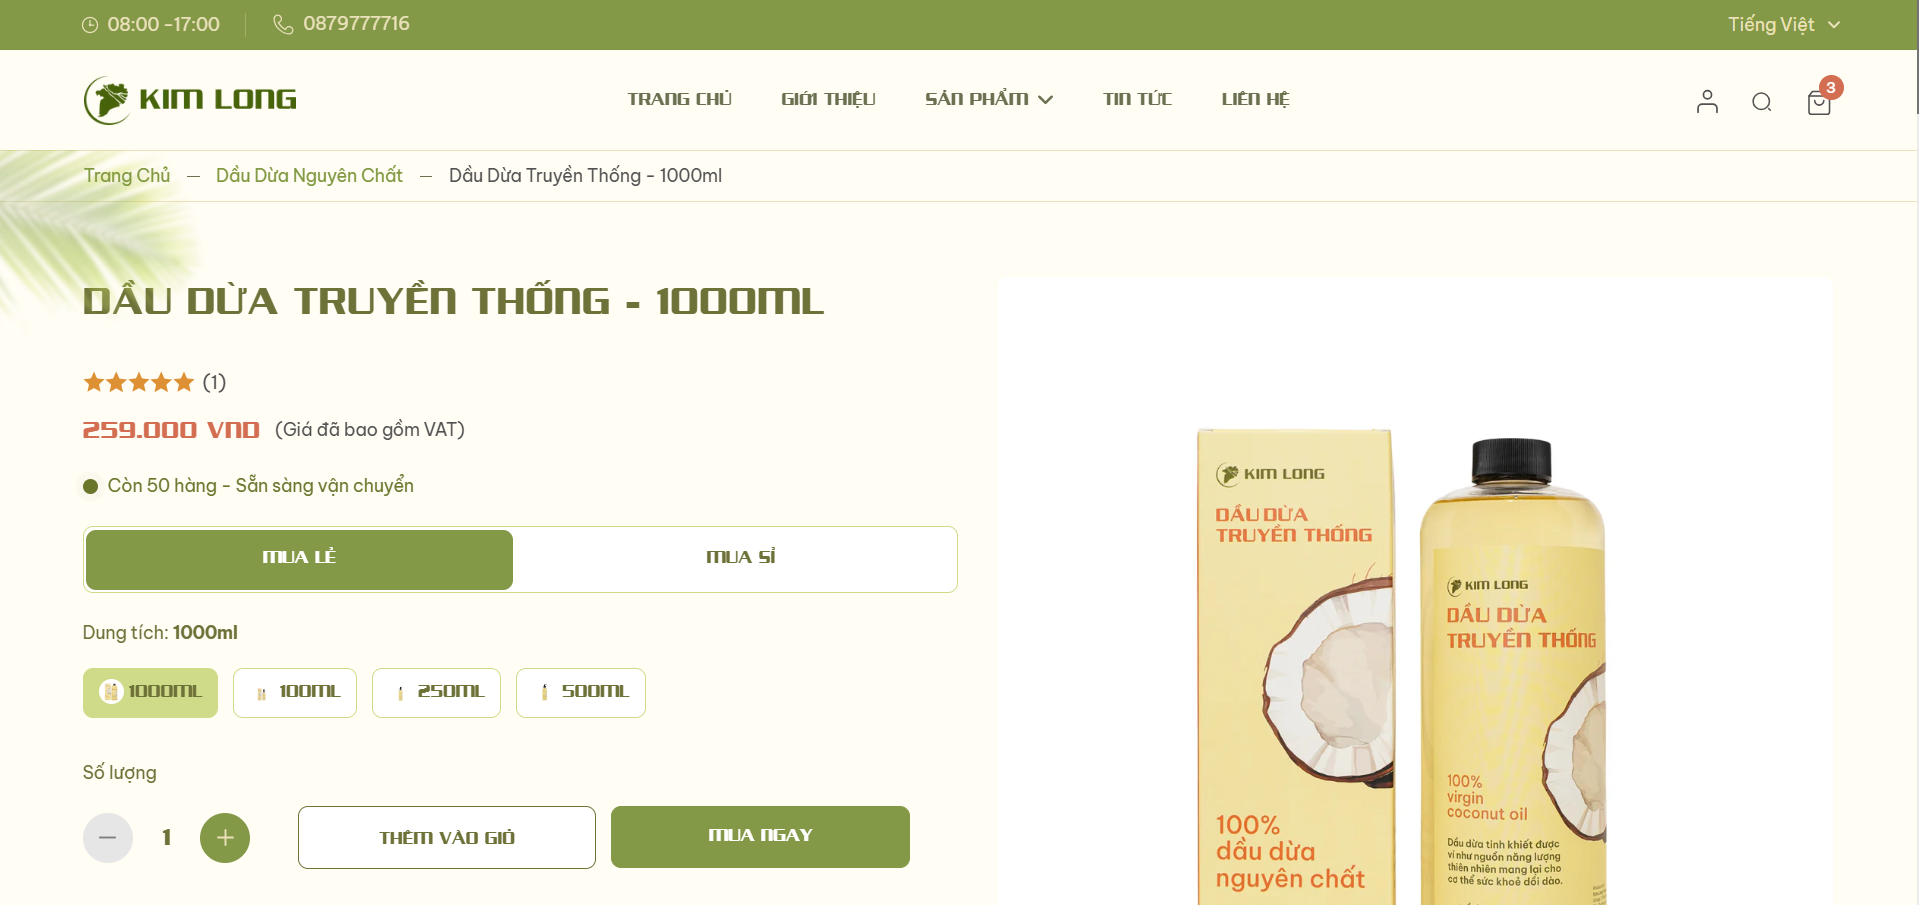 08:00 -17:00
0879777716
Tiếng Việt
KIM LONG
TRANG CHỦ
GIỚI THIỆU
SẢN PHẨM
TIN TỨC
LIÊN HỆ
3
Trang Chủ — Dầu Dừa Nguyên Chất — Dầu Dừa Truyền Thống - 1000ml
DẦU DỪA TRUYỀN THỐNG - 1000ML
(1)
259.000 VND (Giá đã bao gồm VAT)
Còn 50 hàng - Sẵn sàng vận chuyển
MUA LẺ
MUA SỈ
Dung tích: 1000ml
1000ML
100ML
250ML
500ML
Số lượng
1
THÊM VÀO GIỎ
MUA NGAY
KIM LONG
DẦU DỪA
TRUYỀN THỐNG
100%
dầu dừa
nguyên chất
KIM LONG
DẦU DỪA
TRUYỀN THỐNG
100%
virgin
coconut oil
Dầu dừa tinh khiết được
ví như nguồn năng lượng
thiên nhiên mang lại cho
cơ thể sức khoẻ dồi dào.